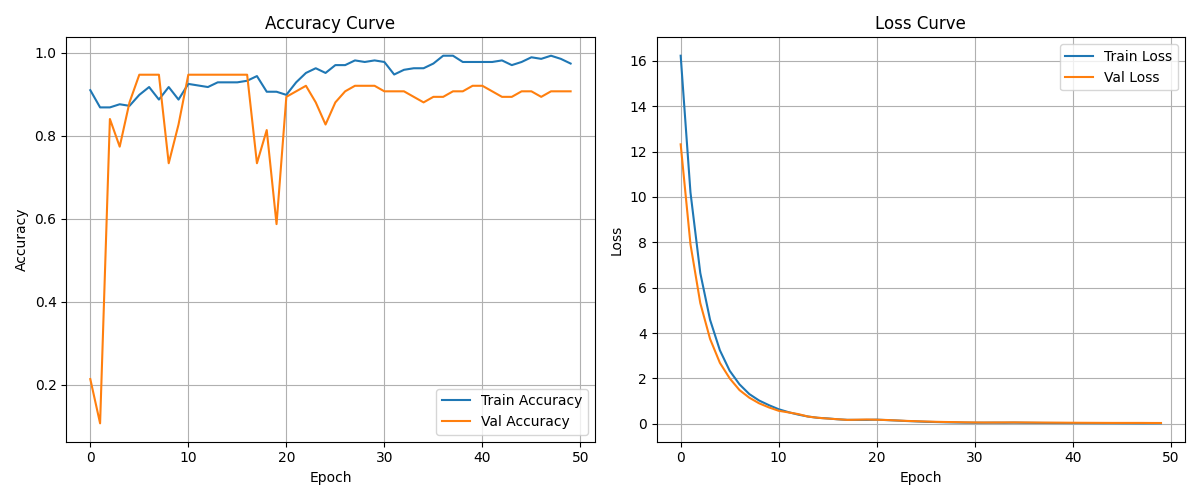 Accuracy Curve
Accuracy
1.0
0.8
0.6
0.4
0.2
0 10 20 30 40 50
Epoch
Train Accuracy
Val Accuracy
Loss Curve
Loss
16
14
12
10
8
6
4
2
0
0 10 20 30 40 50
Epoch
Train Loss
Val Loss